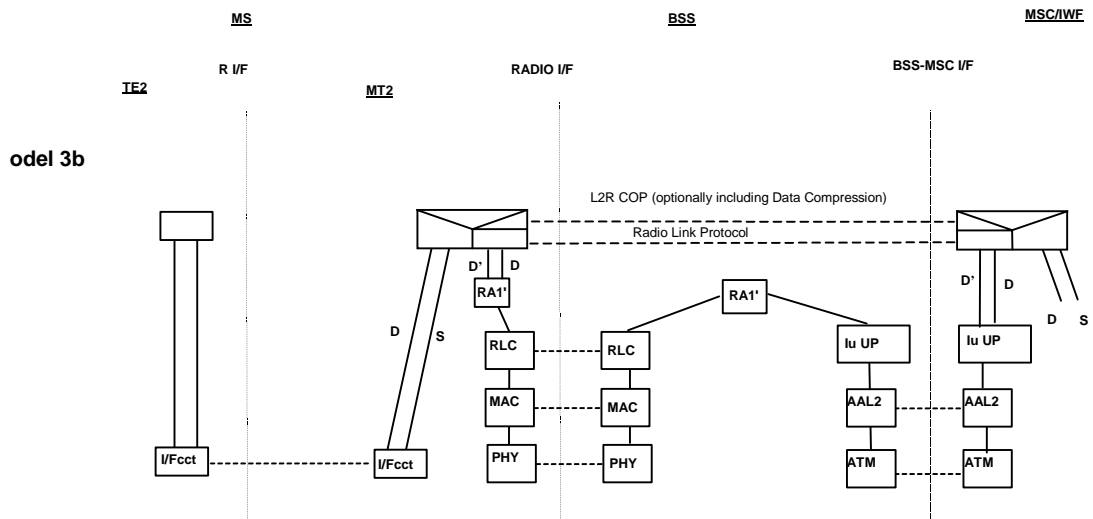 MS
BSS
MSC/IWF
R I/F
RADIO I/F
BSS-MSC I/F
TE2
MT2
odel 3b
L2R COP (optionally including Data Compression)
Radio Link Protocol
D' D
D' D
RA1'
RA1'
D S
D S
RLC
RLC
Iu UP
Iu UP
MAC
MAC
AAL2
AAL2
I/Fcct
I/Fcct
PHY
PHY
ATM
ATM